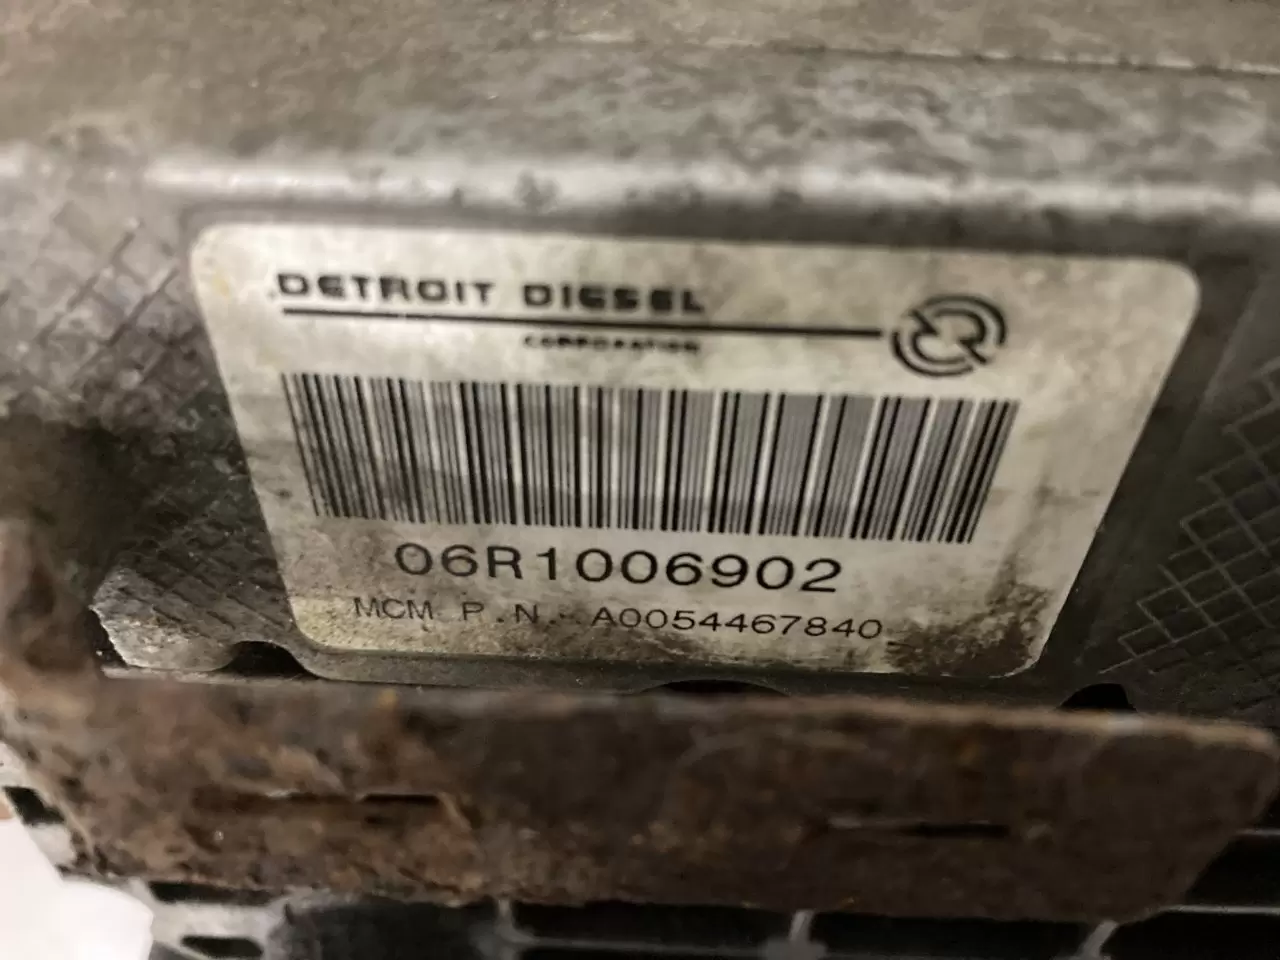 DETROIT DIESEL
CORPORATION
06R1006902
MCM P.N. A0054467840